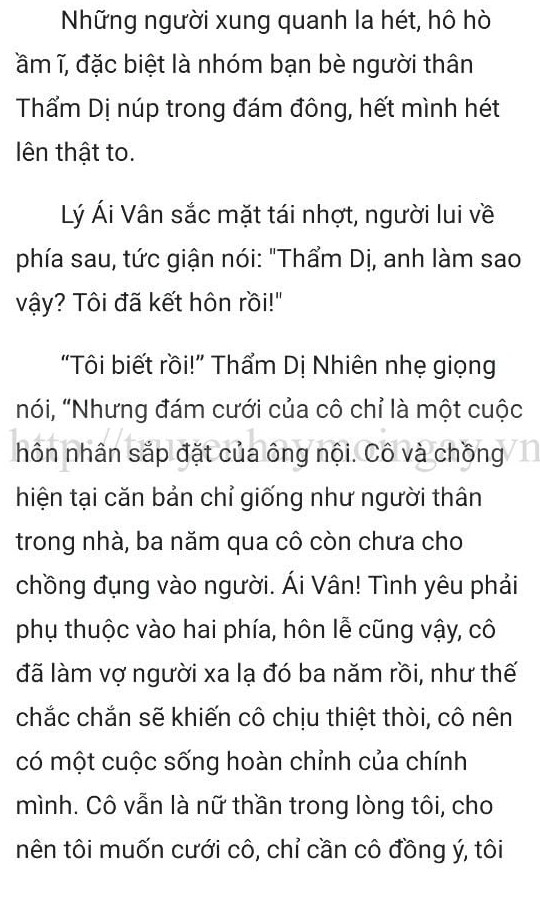 Những người xung quanh la hét, hô hò
ầm ĩ, đặc biệt là nhóm bạn bè người thân
Thẩm Dị núp trong đám đông, hết mình hét
lên thật to.
Lý Ái Vân sắc mặt tái nhợt, người lui về
phía sau, tức giận nói: "Thẩm Dị, anh làm sao
vậy? Tôi đã kết hôn rồi!"
“Tôi biết rồi!” Thẩm Dị Nhiên nhẹ giọng
nói, “Nhưng đám cưới của cô chỉ là một cuộc
http://truyenhaymoingay.vn
hôn nhân sắp đặt của ông nội. Cô và chồng
hiện tại căn bản chỉ giống như người thân
trong nhà, ba năm qua cô còn chưa cho
chồng đụng vào người. Ái Vân! Tình yêu phải
phụ thuộc vào hai phía, hôn lễ cũng vậy, cô
đã làm vợ người xa lạ đó ba năm rồi, như thế
chắc chắn sẽ khiến cô chịu thiệt thòi, cô nên
có một cuộc sống hoàn chỉnh của chính
mình. Cô vẫn là nữ thần trong lòng tôi, cho
nên tôi muốn cưới cô, chỉ cần cô đồng ý, tôi